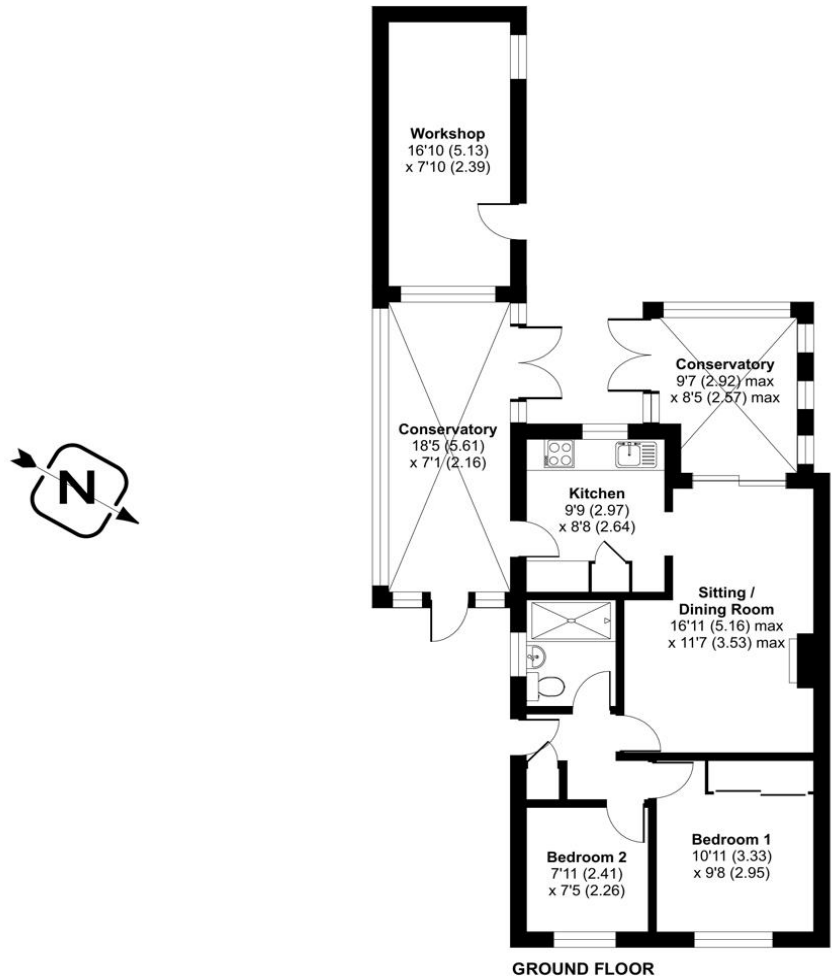 Workshop
16'10 (5.13)
x 7'10 (2.39)
Conservatory
9'7 (2.92) max
x 8'5 (2.57) max
Conservatory
18'5 (5.61)
x 7'1 (2.16)
Kitchen
9'9 (2.97)
x 8'8 (2.64)
N
Sitting /
Dining Room
16'11 (5.16) max
x 11'7 (3.53) max
Bedroom 1
10'11 (3.33)
x 9'8 (2.95)
Bedroom 2
7'11 (2.41)
x 7'5 (2.26)
GROUND FLOOR